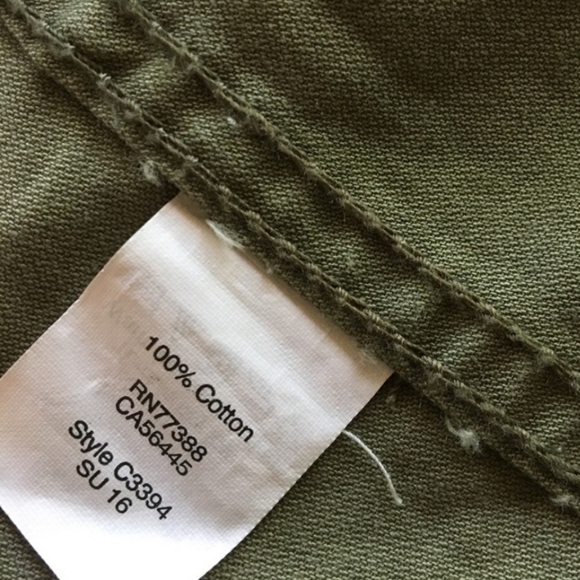 100% Cotton
RN77388
CA56445
Style C3394
SU 16